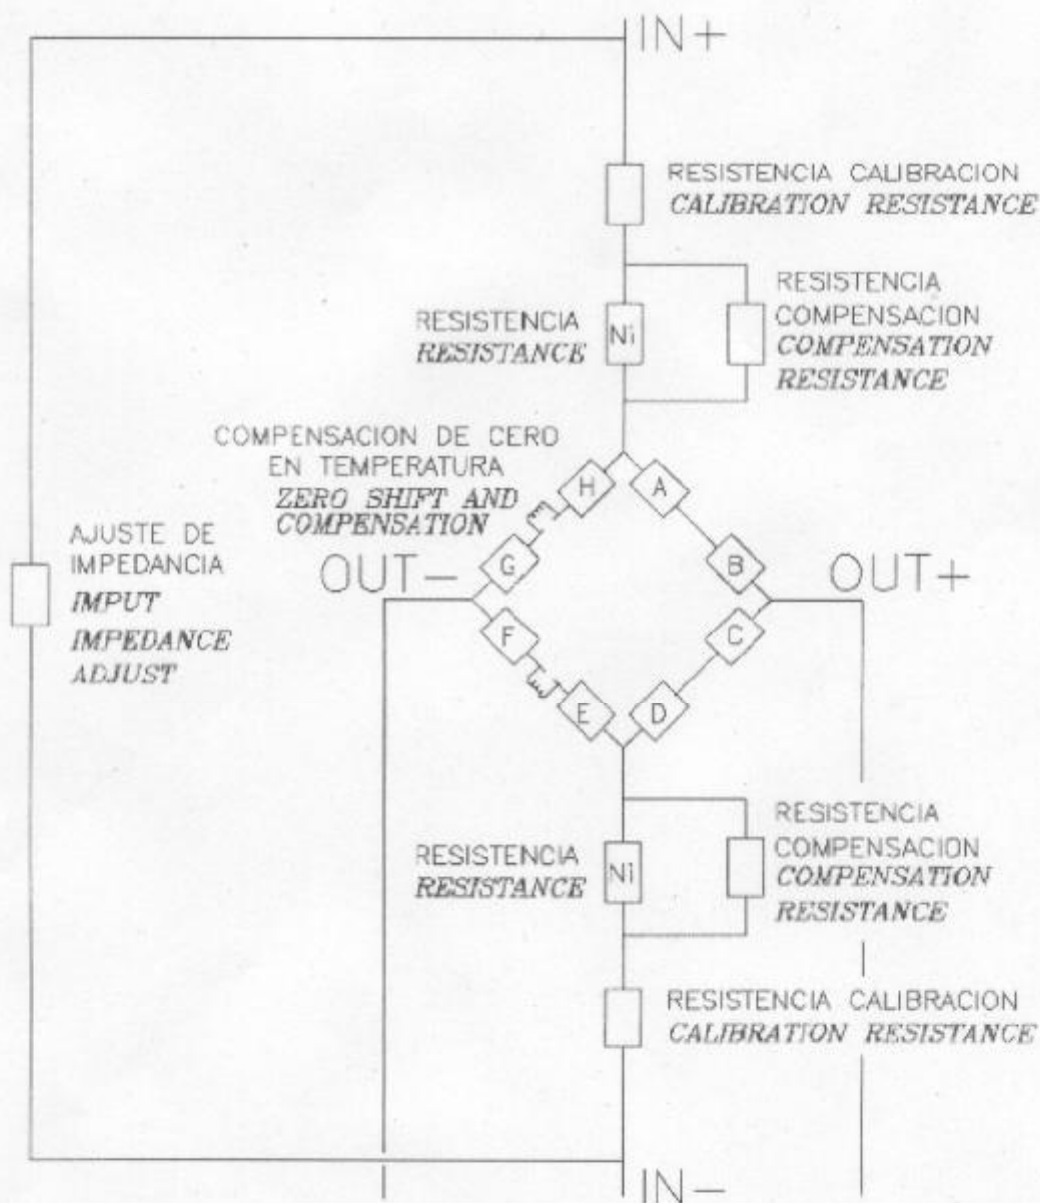 IN+
RESISTENCIA CALIBRACION
CALIBRATION RESISTANCE
RESISTENCIA
COMPENSACION
COMPENSATION
RESISTANCE
RESISTENCIA
RESISTANCE
Ni
COMPENSACION DE CERO
EN TEMPERATURA
ZERO SHIFT AND
COMPENSATION
H
A
G
B
OUT-
OUT+
AJUSTE DE
IMPEDANCIA
IMPUT
IMPEDANCE
ADJUST
F
C
E
D
RESISTENCIA
COMPENSACION
COMPENSATION
RESISTANCE
RESISTENCIA
RESISTANCE
Ni
RESISTENCIA CALIBRACION
CALIBRATION RESISTANCE
IN-